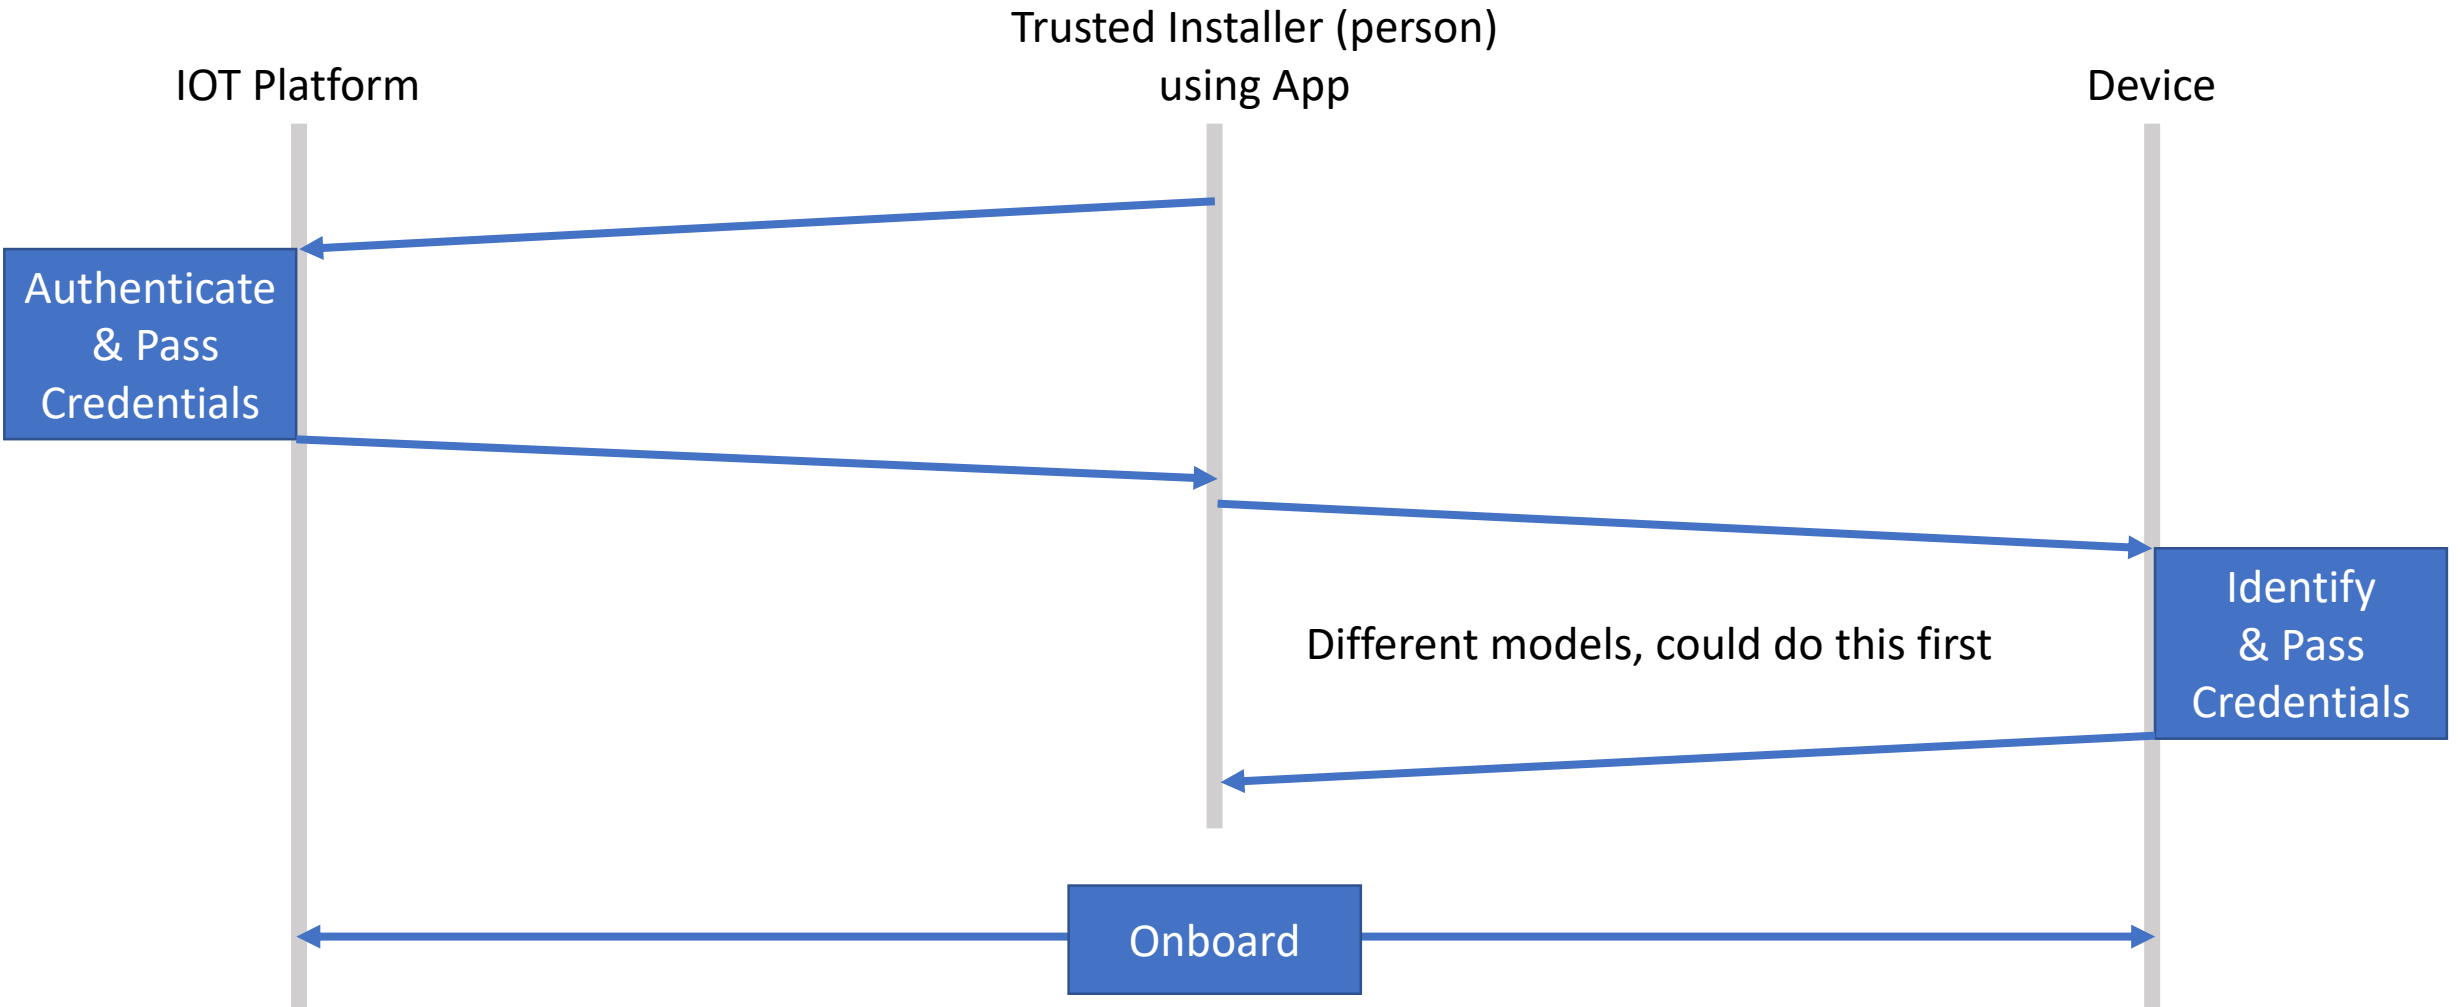 Trusted Installer (person)
using App
IOT Platform
Device
Authenticate
& Pass
Credentials
Identify
& Pass
Credentials
Different models, could do this first
Onboard